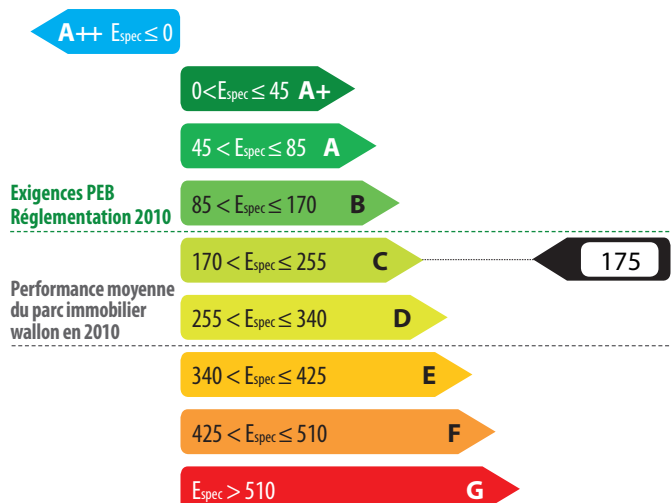 A++ Espec ≤ 0
0<Espec ≤ 45 A+
45 < Espec ≤ 85 A
Exigences PEB
Réglementation 2010
85 < Espec ≤ 170 B
170 < Espec ≤ 255 C
175
Performance moyenne
du parc immobilier
wallon en 2010
255 < Espec ≤ 340 D
340 < Espec ≤ 425 E
425 < Espec ≤ 510 F
Espec > 510 G